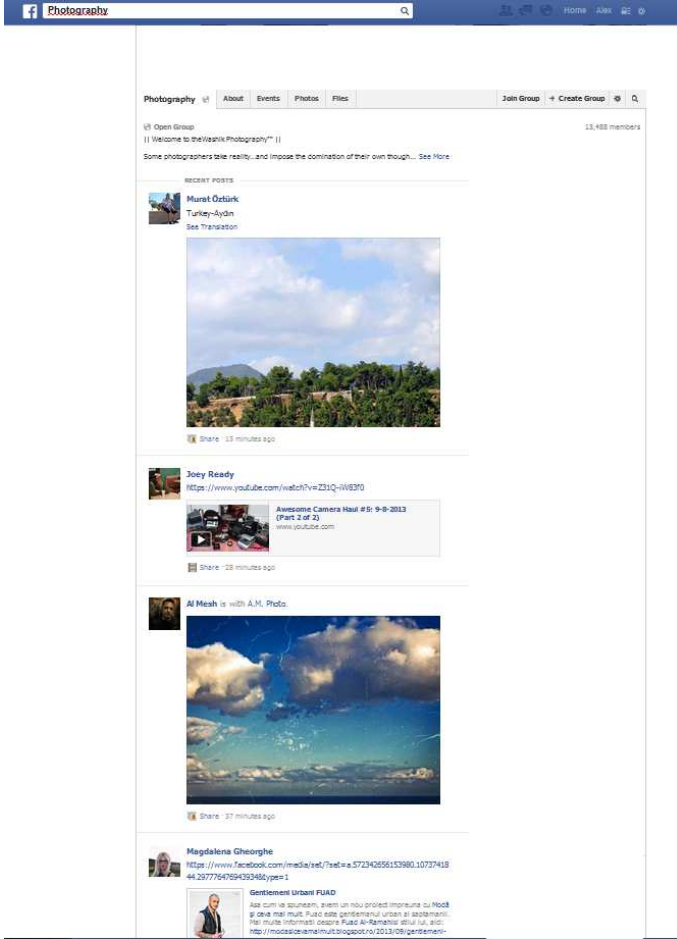 Photography
Home Alex
Photography About Events Photos Files Join Group + Create Group
Open Group 13,488 members
|| Welcome to theWashik Photography™ ||
Some photographers take reality...and impose the domination of their own though... See More
RECENT POSTS
Murat Öztürk
Turkey-Aydın
See Translation
Share · 13 minutes ago
Joey Ready
https://www.youtube.com/watch?v=Z31Q-iW83f0
Awesome Camera Haul #5: 9-8-2013
(Part 2 of 2)
www.youtube.com
Share · 28 minutes ago
Al Mesh is with A.M. Photo.
Share · 37 minutes ago
Magdalena Gheorghe
https://www.facebook.com/media/set/?set=a.572342656153980.10737418
44.297776476943934&type=1
Gentlemeni Urbani FUAD
Asa cum va spuneam, avem un nou proiect impreuna cu Modă
şi ceva mai mult. Fuad este gentlemanul urban al saptamanii.
Mai multe informatii despre Fuad Al-Ramahisi stilul lui, aici:
http://modasicevamaimult.blogspot.ro/2013/09/gentlemeni-